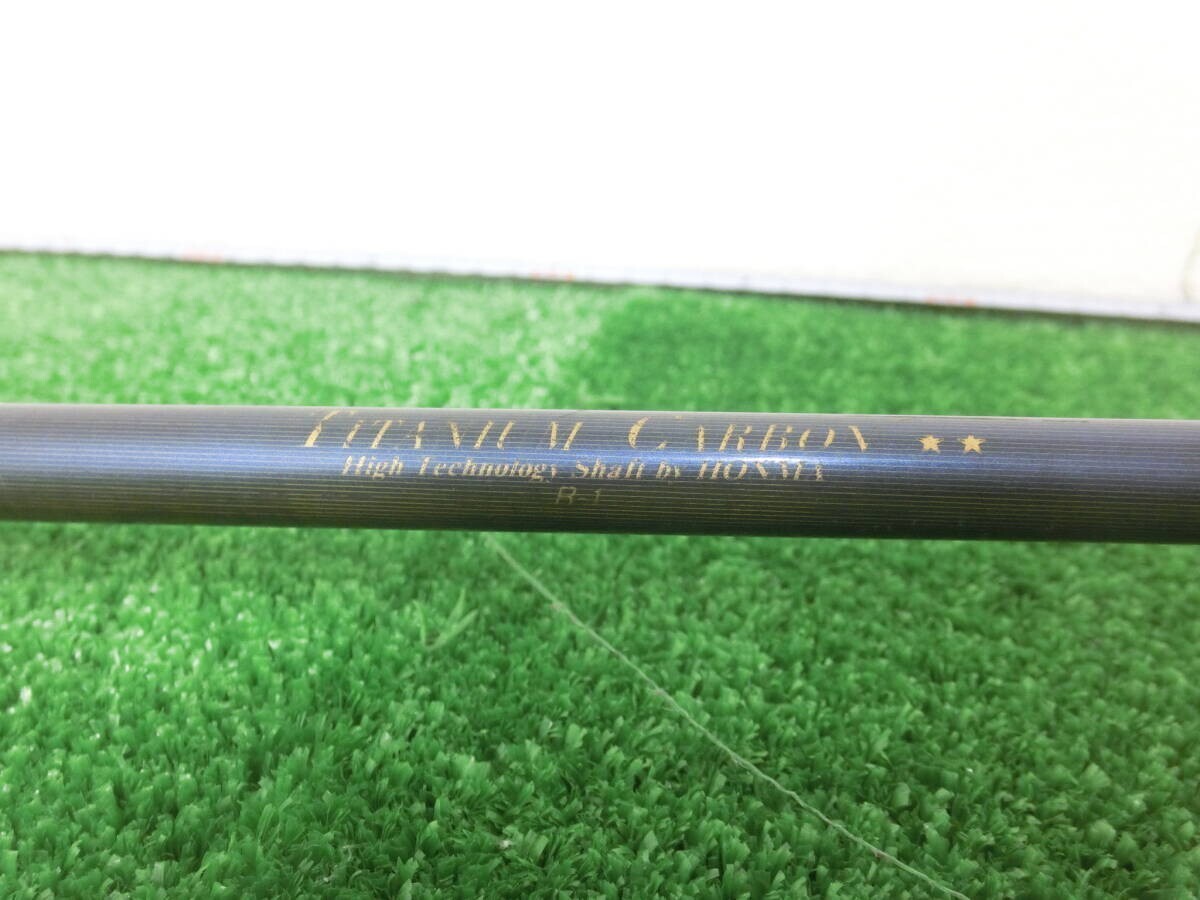 TITANIUM CARBON ★★
High Technology Shaft by HONMA
R-1